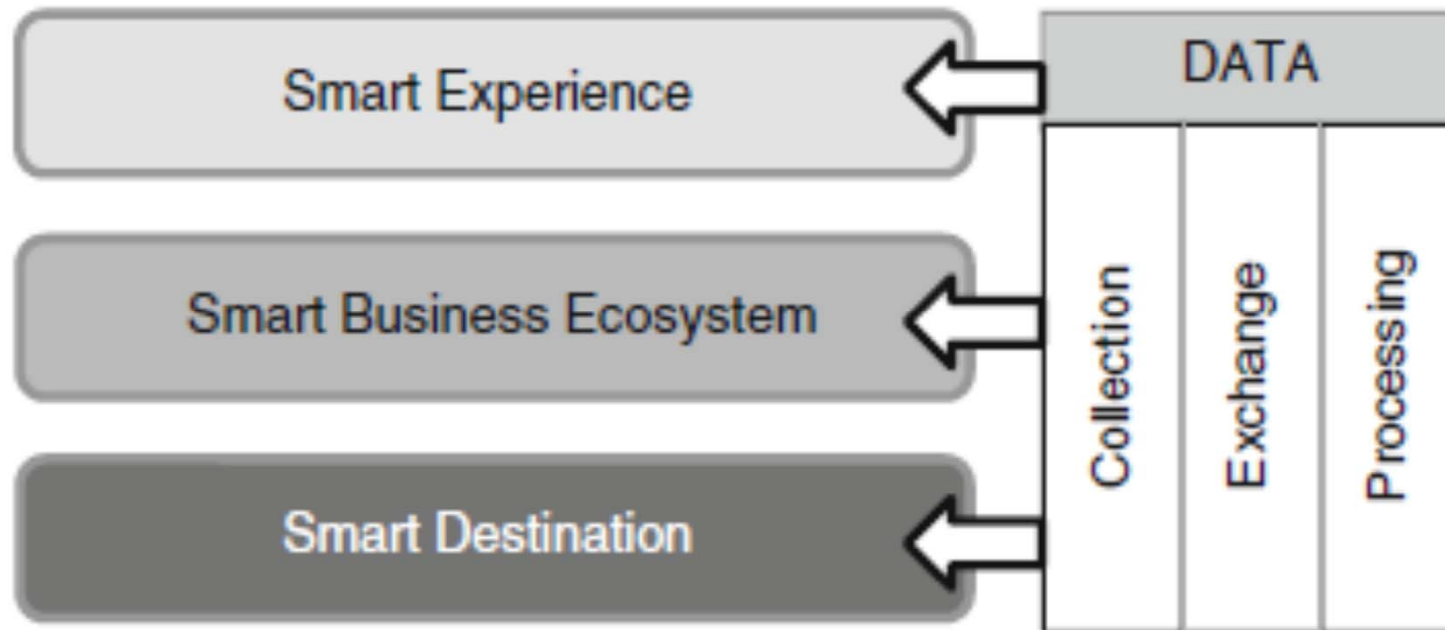 Smart Experience
Smart Business Ecosystem
Smart Destination
DATA
Collection
Exchange
Processing